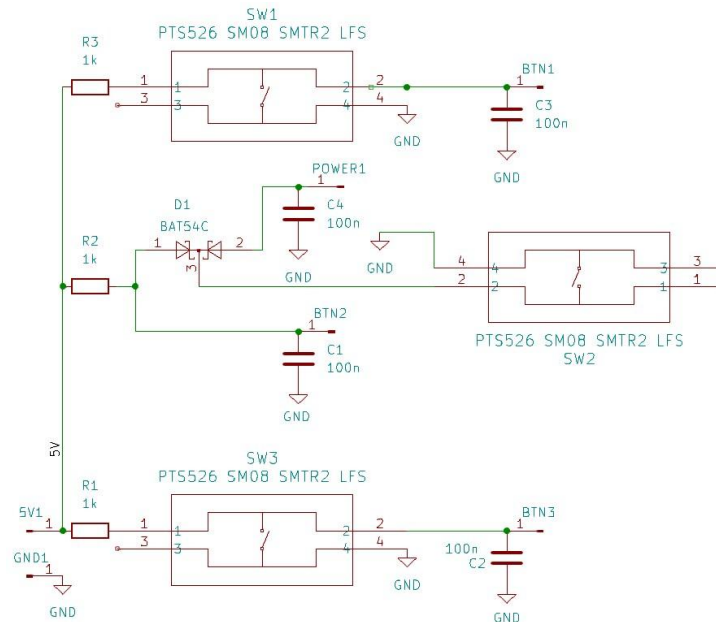 SW1
PTS526 SM08 SMTR2 LFS
R3
1k
1 1
3 3
2 2
4 4
BTN1
1
C3
100n
GND
GND
POWER1
1
D1
BAT54C
1 2
3
C4
100n
GND
R2
1k
GND
4 4
2 2
3 3
1 1
PTS526 SM08 SMTR2 LFS
SW2
BTN2
1
C1
100n
GND
5V
SW3
PTS526 SM08 SMTR2 LFS
R1
1k
5V1
1
1 1
3 3
2 2
4 4
BTN3
1
100n
C2
GND1
1
GND
GND
GND